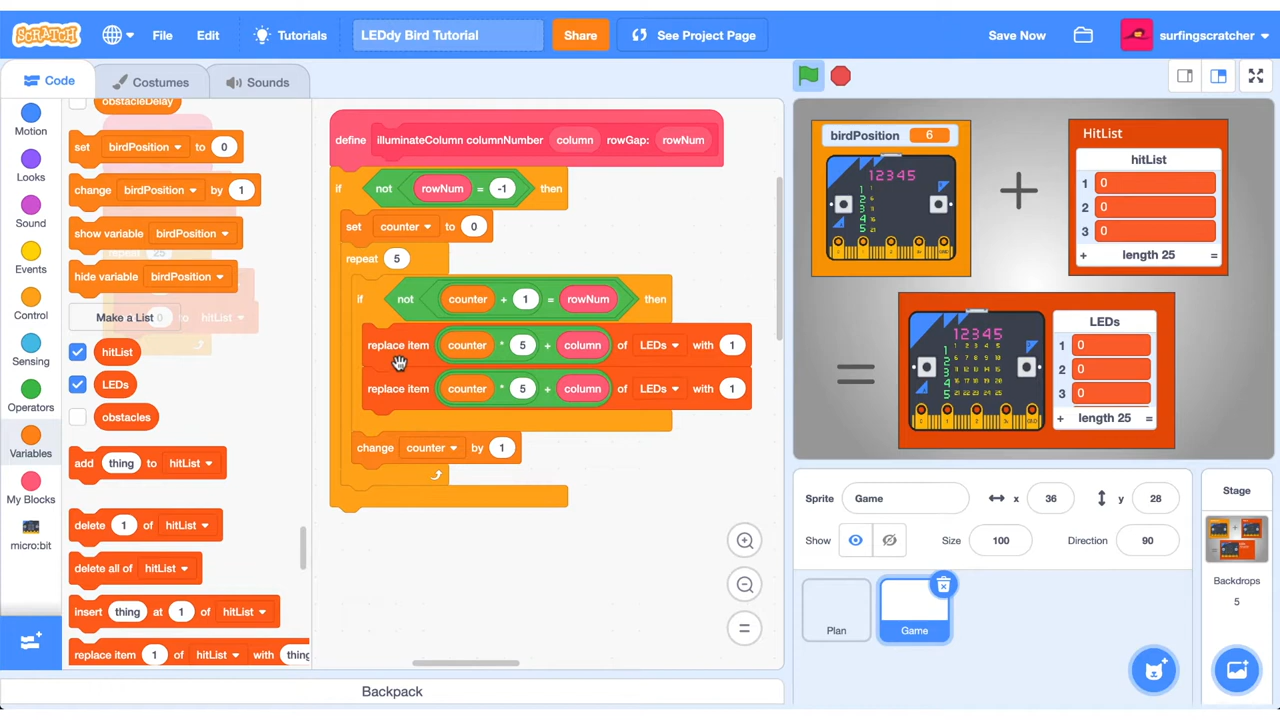 SCRATCH File Edit Tutorials LEDdy Bird Tutorial Share See Project Page Save Now surfingscratcher
Code Costumes Sounds
Motion
Looks
Sound
Events
Control
Sensing
Operators
Variables
My Blocks
micro:bit
obstacleDelay
set birdPosition to 0
change birdPosition by 1
show variable birdPosition
hide variable birdPosition
Make a List
hitList
LEDs
obstacles
add thing to hitList
delete 1 of hitList
delete all of hitList
insert thing at 1 of hitList
replace item 1 of hitList with thing
define illuminateColumn columnNumber column rowGap: rowNum
if not rowNum = -1 then
set counter to 0
repeat 5
if not counter + 1 = rowNum then
replace item counter * 5 + column of LEDs with 1
replace item counter * 5 + column of LEDs with 1
change counter by 1
Backpack
birdPosition 6
12345
HitList
hitList
1 0
2 0
3 0
+ length 25 =
12345
LEDs
1 0
2 0
3 0
+ length 25 =
Sprite Game x 36 y 28
Show Size 100 Direction 90
Plan
Game
Stage
Backdrops
5